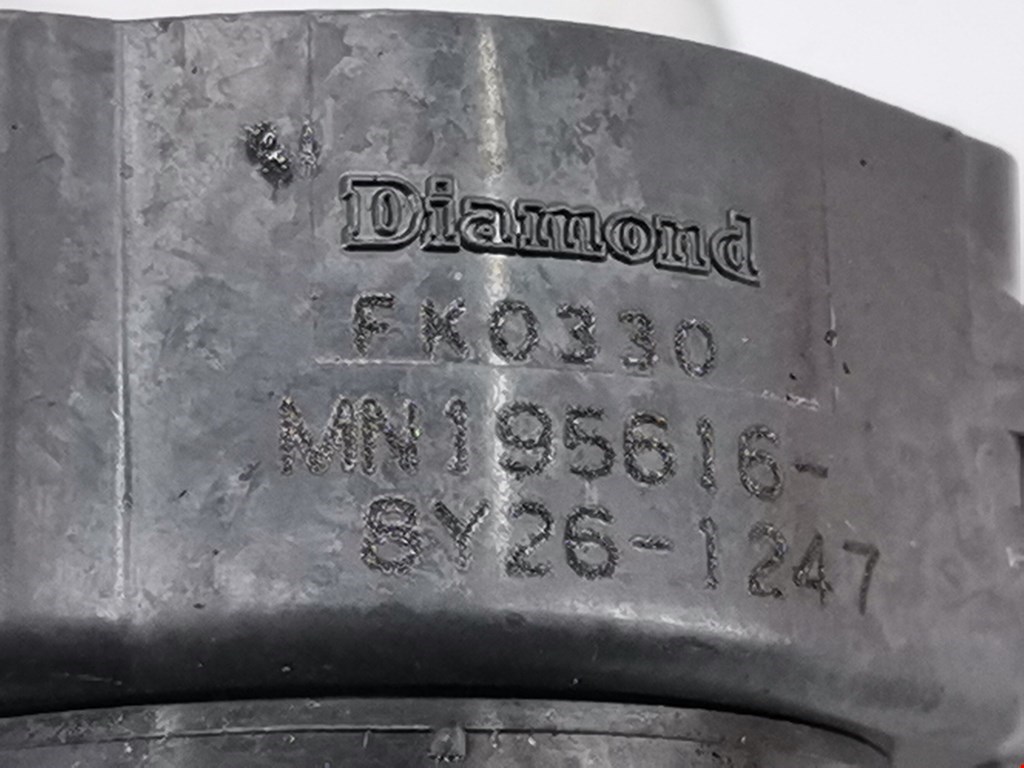 Diamond
FK0330
MN195616-
8Y26-1247